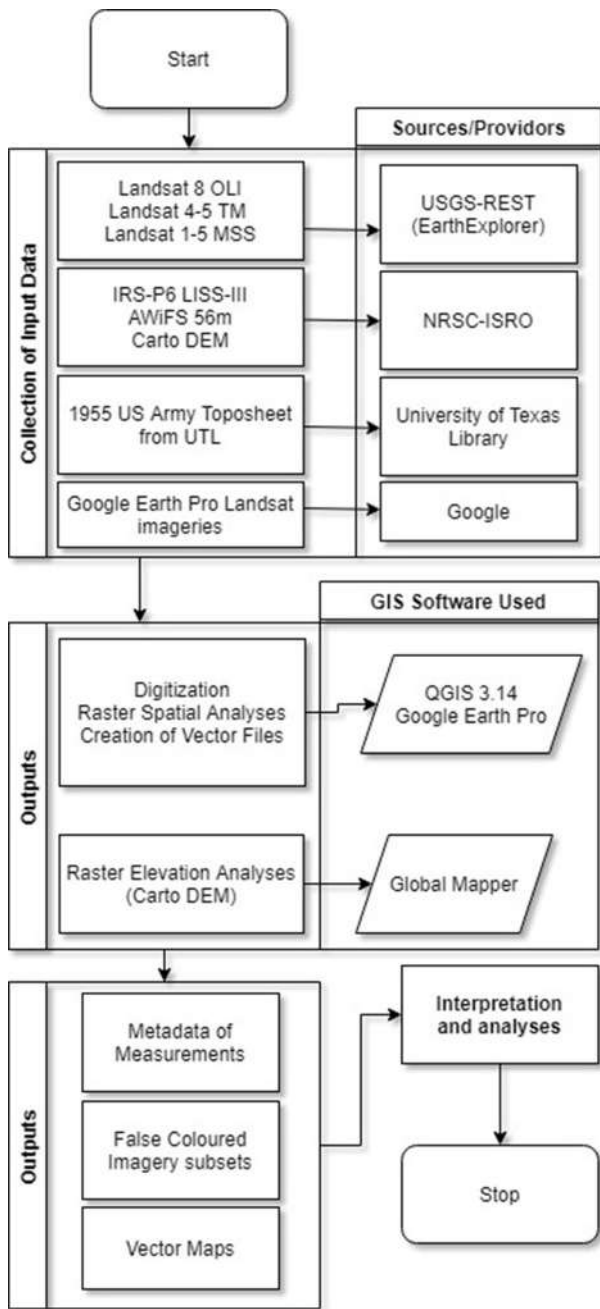 Start
Sources/Providors
Collection of Input Data
Landsat 8 OLI
Landsat 4-5 TM
Landsat 1-5 MSS
USGS-REST
(EarthExplorer)
IRS-P6 LISS-III
AWiFS 56m
Carto DEM
NRSC-ISRO
1955 US Army Toposheet
from UTL
University of Texas
Library
Google Earth Pro Landsat
imageries
Google
GIS Software Used
Outputs
Digitization
Raster Spatial Analyses
Creation of Vector Files
QGIS 3.14
Google Earth Pro
Raster Elevation Analyses
(Carto DEM)
Global Mapper
Outputs
Metadada of
Measurements
False Coloured
Imagery subsets
Vector Maps
Interpretation
and analyses
Stop